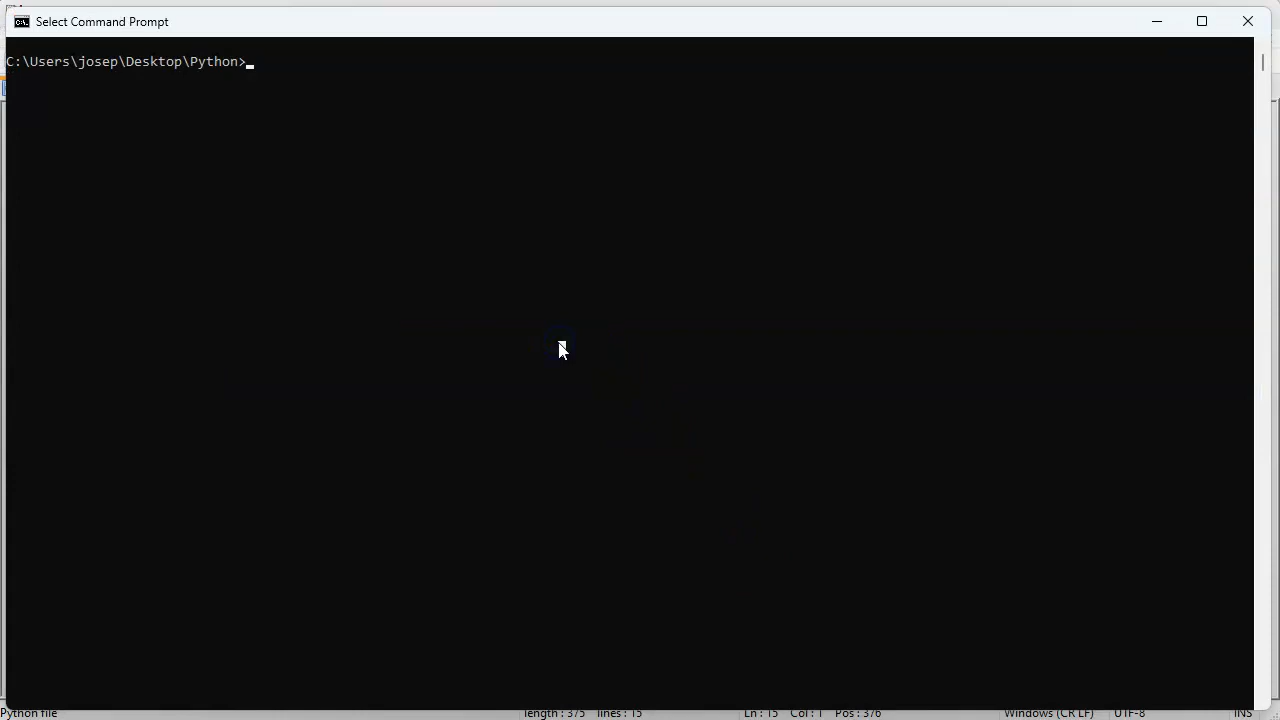 Select Command Prompt
C:\Users\josep\Desktop\Python>
Python file length : 375 lines : 15 Ln : 15 Col : 1 Pos : 376 Windows (CR LF) UTF-8 INS